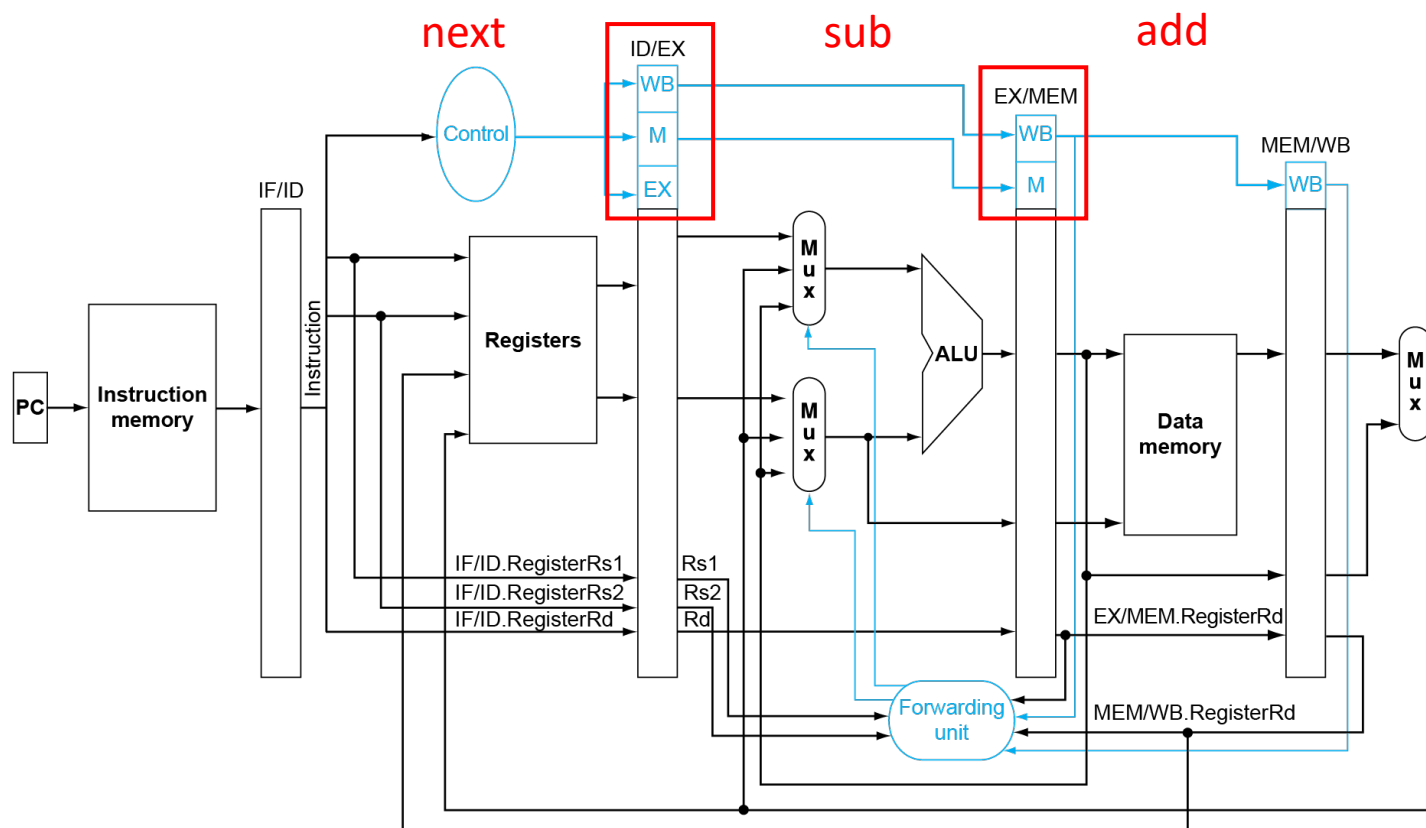 next
sub
add
ID/EX
WB
M
EX
Control
EX/MEM
WB
M
MEM/WB
WB
IF/ID
Instruction
PC
Instruction
memory
Registers
M
u
x
M
u
x
ALU
Data
memory
M
u
x
IF/ID.RegisterRs1
IF/ID.RegisterRs2
IF/ID.RegisterRd
Rs1
Rs2
Rd
EX/MEM.RegisterRd
Forwarding
unit
MEM/WB.RegisterRd